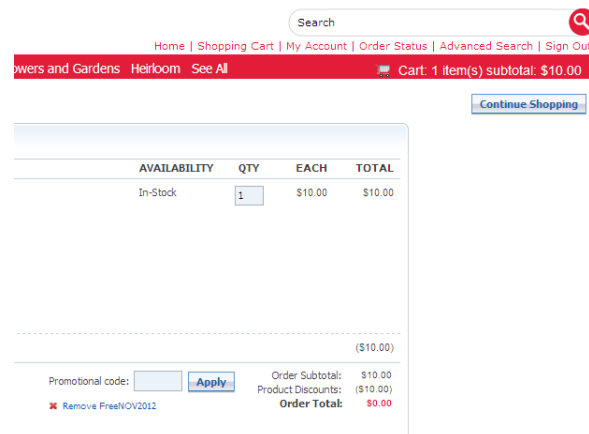 Search
Home | Shopping Cart | My Account | Order Status | Advanced Search | Sign Out
owers and Gardens Heirloom See All Cart: 1 item(s) subtotal: $10.00
Continue Shopping
AVAILABILITY QTY EACH TOTAL
In-Stock 1 $10.00 $10.00
($10.00)
Promotional code: Apply Order Subtotal: $10.00
Product Discounts: ($10.00)
Remove FreeNOV2012 Order Total: $0.00